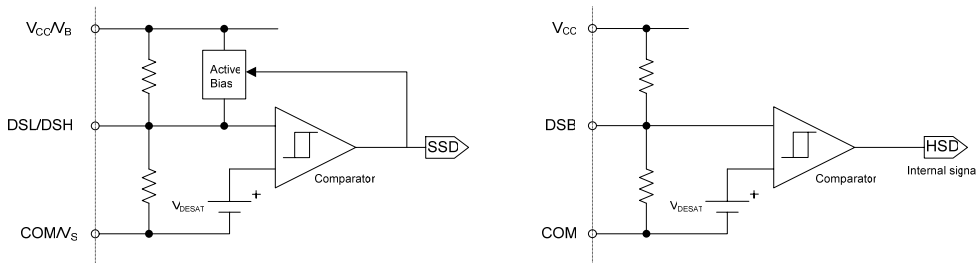 VCC/VB
Active
Bias
DSL/DSH
SSD
Comparator
VDESAT
+
COM/VS
VCC
DSB
HSD
Internal signa
Comparator
VDESAT
+
COM